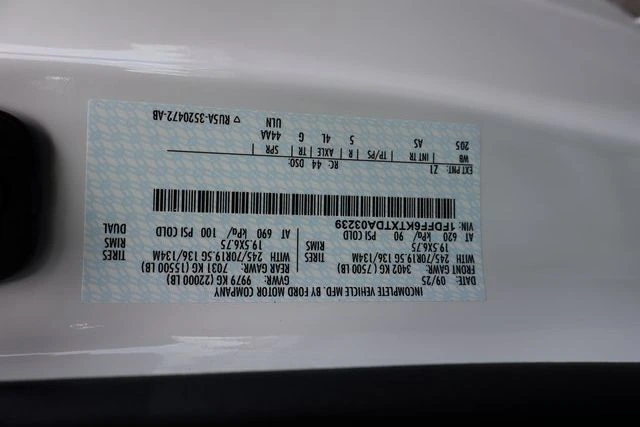 INCOMPLETE VEHICLE MFD. BY FORD MOTOR COMPANY
DATE: 09/25 GVWR: 9979 KG (22000 LB)
FRONT GAWR: 3402 KG (7500 LB) REAR GAWR: 7031 KG (15500 LB)
WITH 245/70R19.5G 136/134M TIRES WITH 245/70R19.5G 136/134M TIRES
19.5X6.75 RIMS 19.5X6.75 RIMS
AT 620 kPa/ 90 PSI COLD AT 690 kPa/ 100 PSI COLD DUAL
VIN: 1FDFF6KTXTDA03239
EXT PNT: Z1 RC: 44 DSO:
WB INT TR TP/PS R AXLE TR SPR
205 AS 5 4L G 44AA
ULN
▽ RU5A-3520472-AB